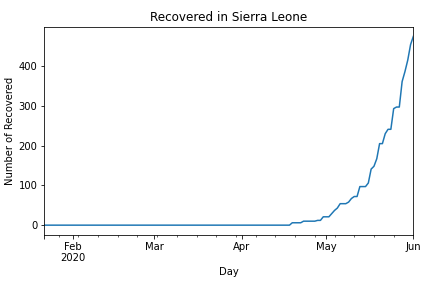 Recovered in Sierra Leone
Number of Recovered
400
300
200
100
0
Feb
2020
Mar
Apr
May
Jun
Day